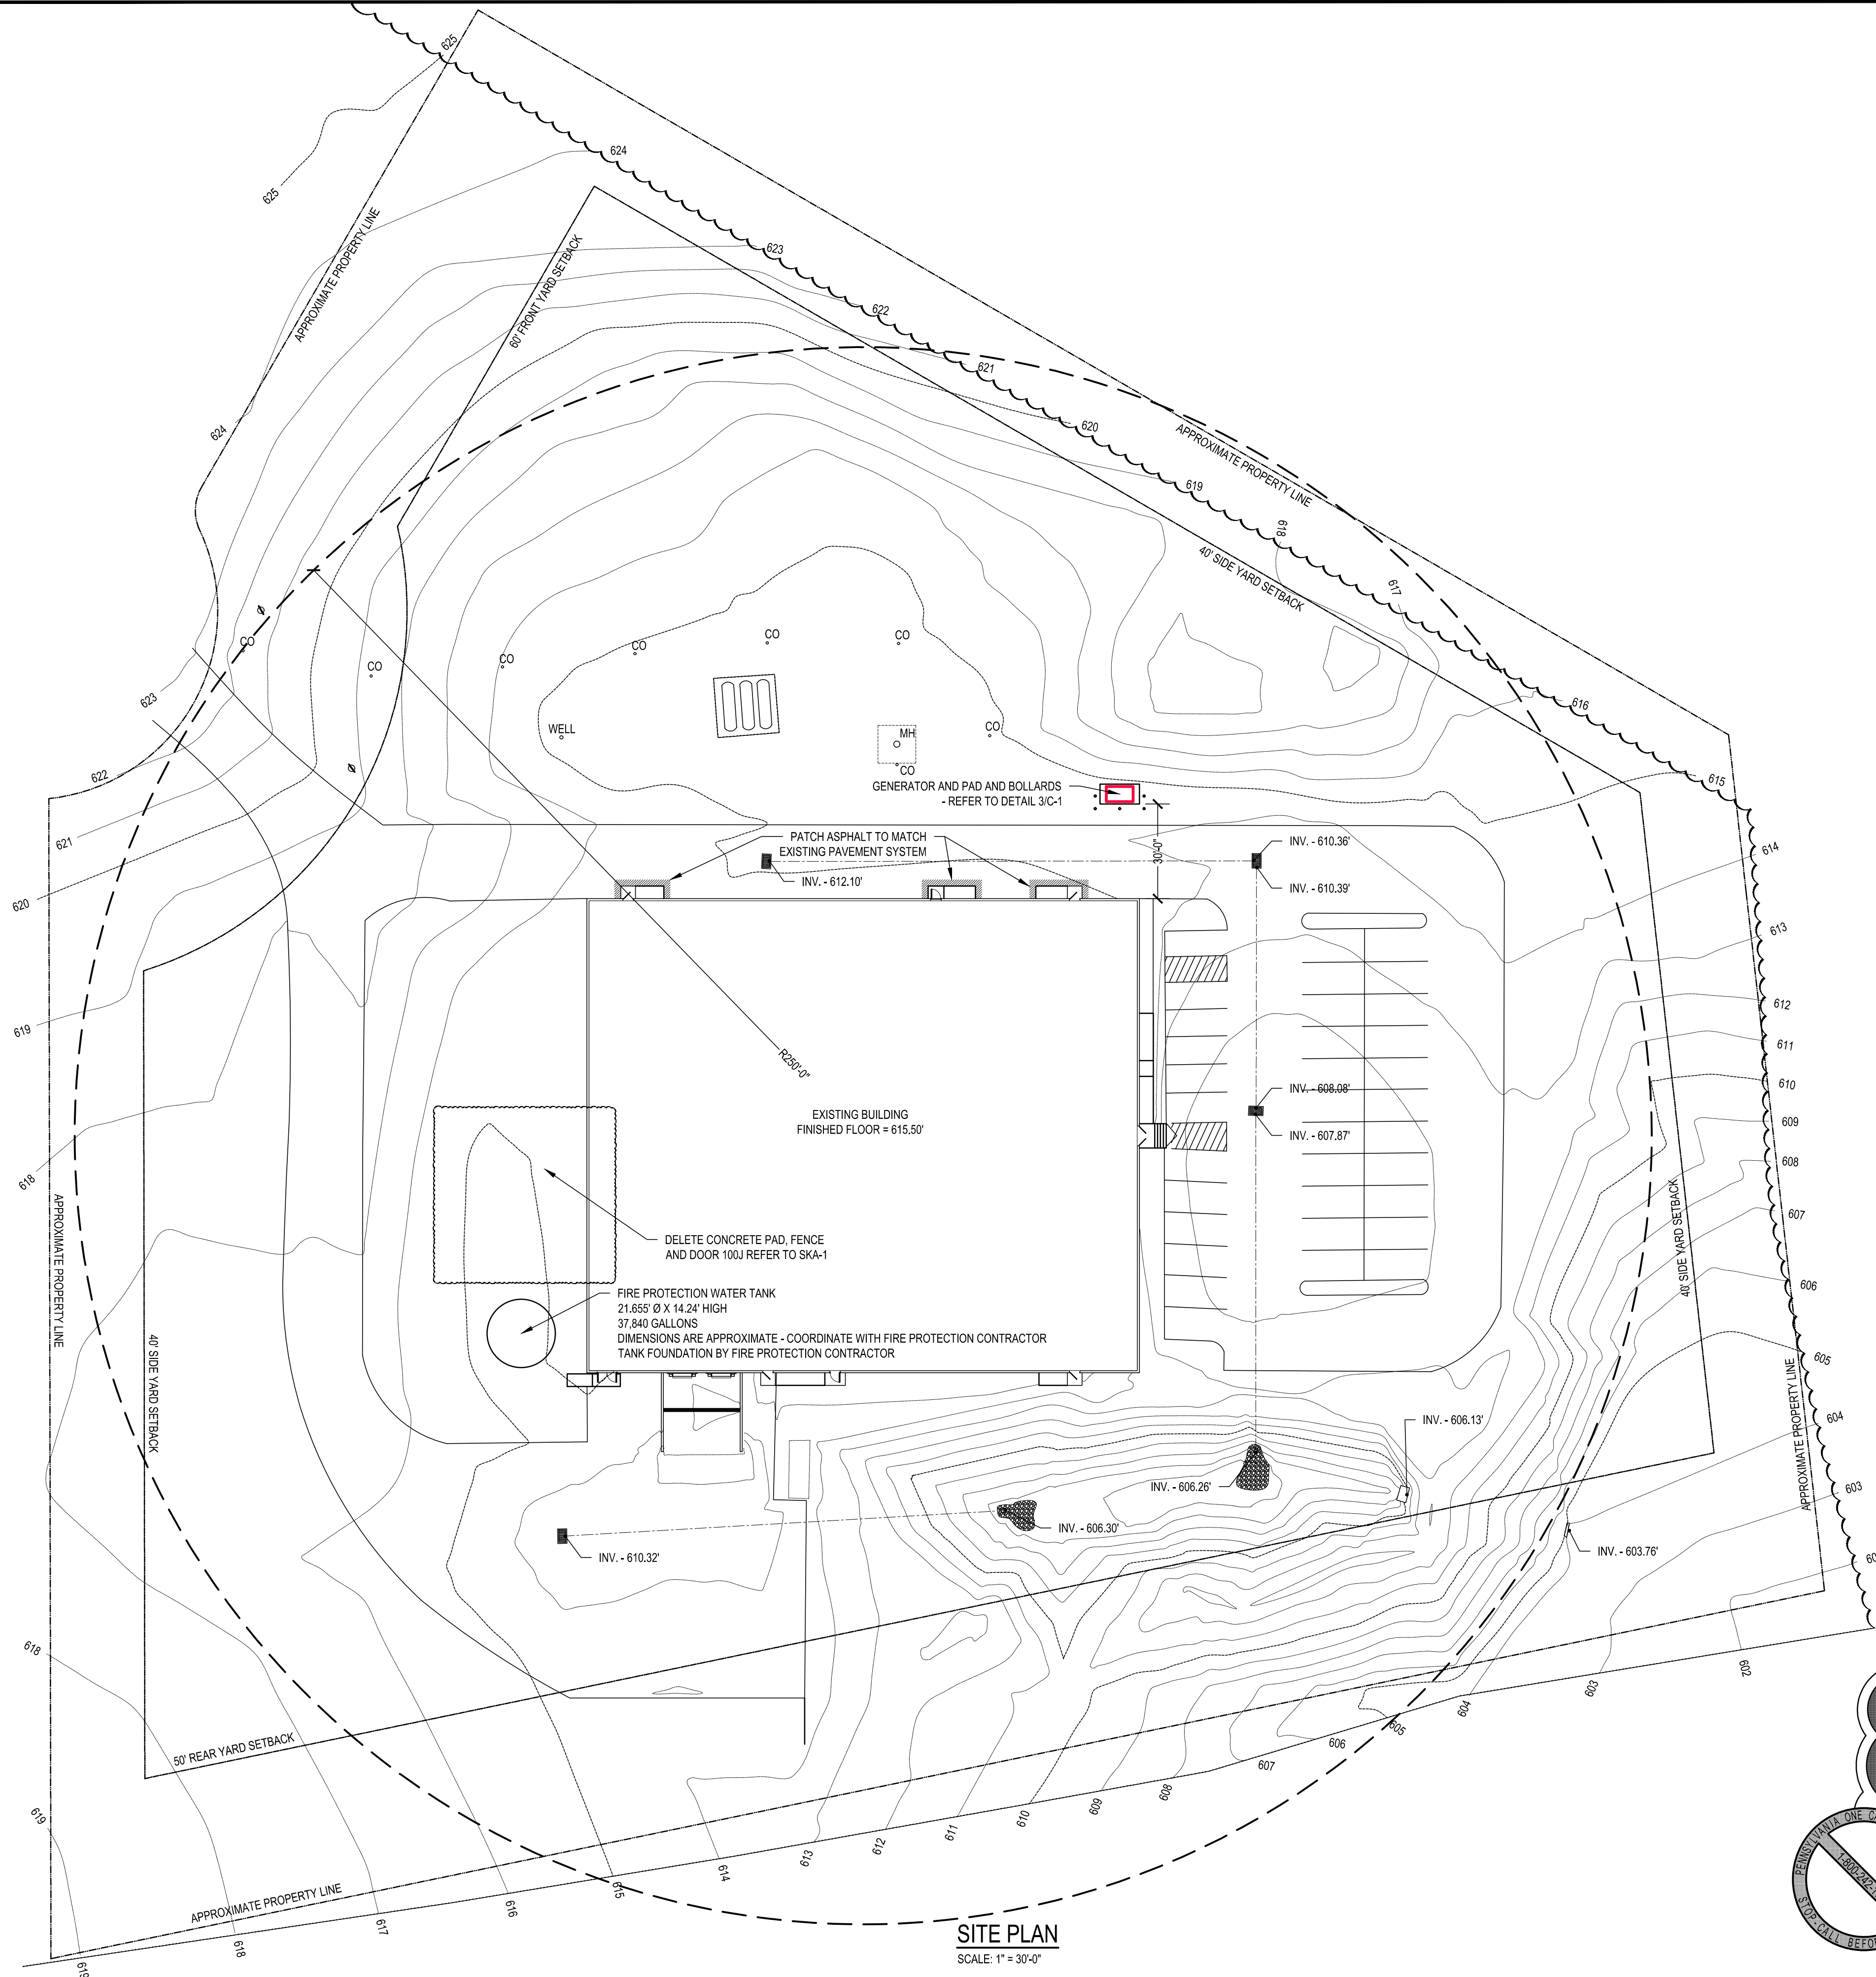 625
624
625
623
622
621
620
619
618
617
616
615
614
613
612
611
610
609
608
607
606
605
604
603
APPROXIMATE PROPERTY LINE
60' FRONT YARD SETBACK
APPROXIMATE PROPERTY LINE
40' SIDE YARD SETBACK
624
623
622
621
620
619
618
CO
CO
CO
CO
CO
CO
CO
WELL
MH
CO
GENERATOR AND PAD AND BOLLARDS
- REFER TO DETAIL 3/C-1
30'-0"
PATCH ASPHALT TO MATCH
EXISTING PAVEMENT SYSTEM
INV. - 612.10'
INV. - 610.36'
INV. - 610.39'
R250'-0"
EXISTING BUILDING
FINISHED FLOOR = 615.50'
INV. - 608.08'
INV. - 607.87'
DELETE CONCRETE PAD, FENCE
AND DOOR 100J REFER TO SKA-1
FIRE PROTECTION WATER TANK
21.655' Ø X 14.24' HIGH
37,840 GALLONS
DIMENSIONS ARE APPROXIMATE - COORDINATE WITH FIRE PROTECTION CONTRACTOR
TANK FOUNDATION BY FIRE PROTECTION CONTRACTOR
APPROXIMATE PROPERTY LINE
40' SIDE YARD SETBACK
40' SIDE YARD SETBACK
APPROXIMATE PROPERTY LINE
INV. - 606.13'
INV. - 606.26'
INV. - 606.30'
INV. - 610.32'
INV. - 603.76'
50' REAR YARD SETBACK
APPROXIMATE PROPERTY LINE
618
619
619
618
617
616
615
614
613
612
611
610
609
608
607
606
605
604
603
602
SITE PLAN
SCALE: 1" = 30'-0"
PENNSYLVANIA ONE
1-800-242-
STOP-CALL